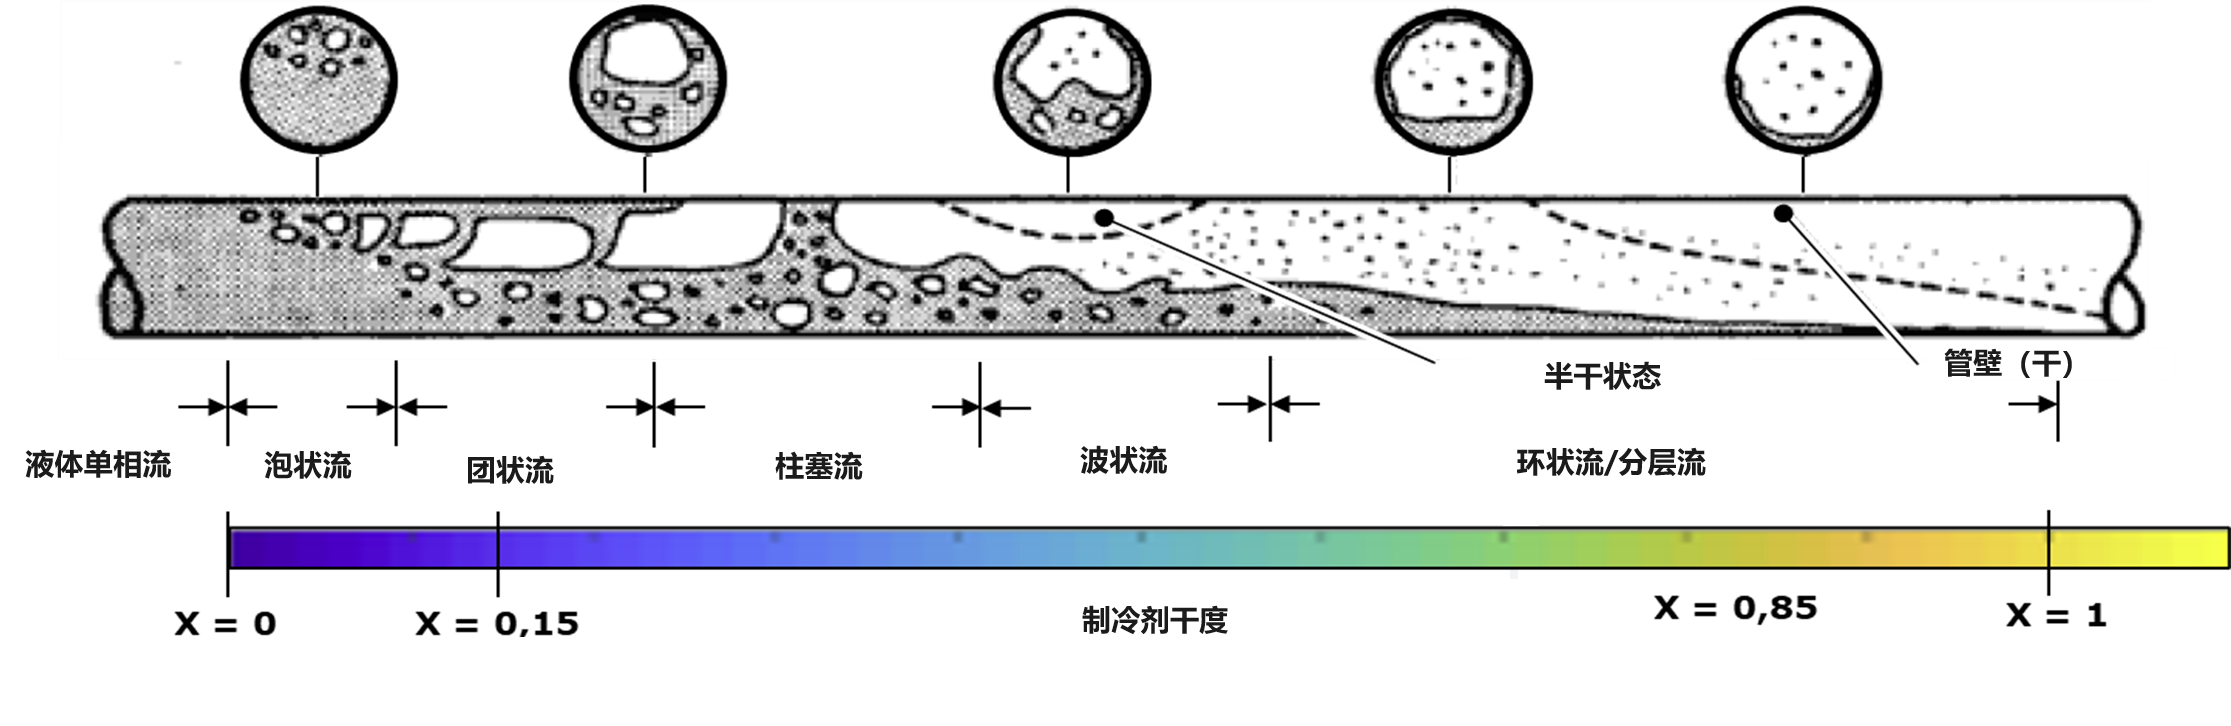 半干状态
管壁（干）
液体单相流
泡状流
团状流
柱塞流
波状流
环状流/分层流
X = 0
X = 0,15
制冷剂干度
X = 0,85
X = 1